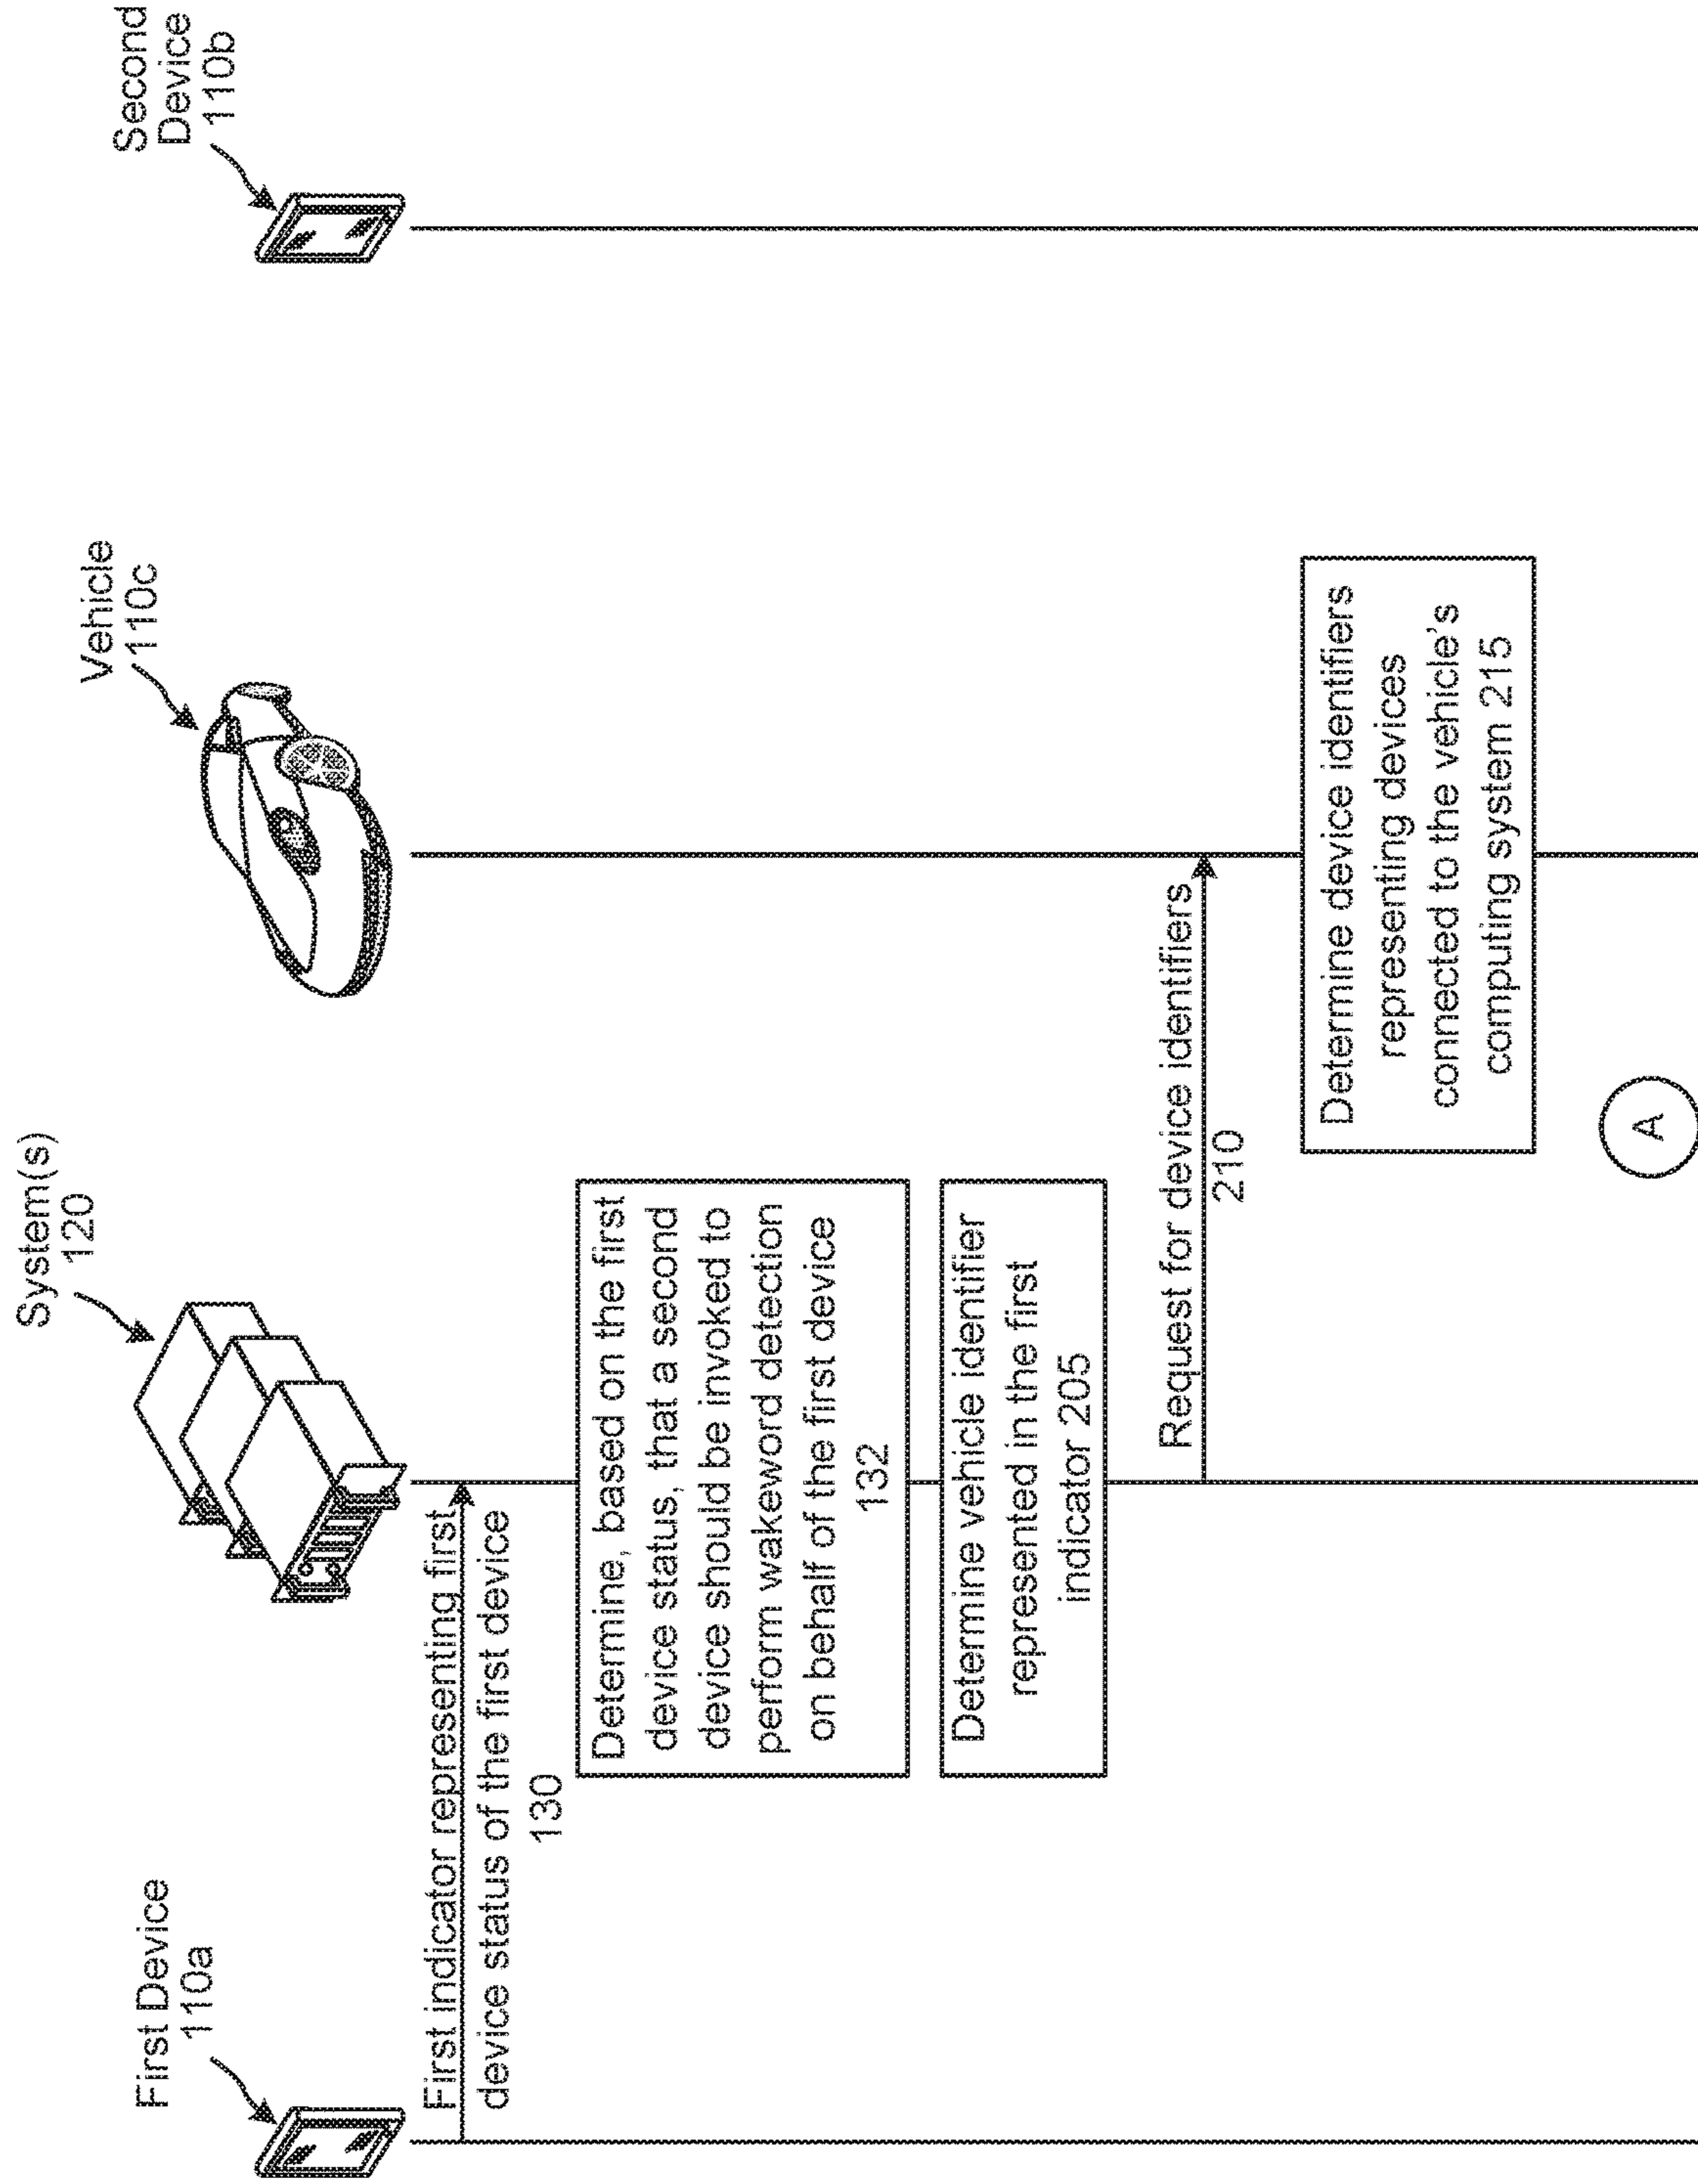 First Device
110a
System(s)
120
Vehicle
110c
Second
Device
110b
First indicator representing first
device status of the first device
130
Determine, based on the first
device status, that a second
device should be invoked to
perform wakeword detection
on behalf of the first device
132
Determine vehicle identifier
represented in the first
indicator 205
Request for device identifiers
210
Determine device identifiers
representing devices
connected to the vehicle's
computing system 215
A